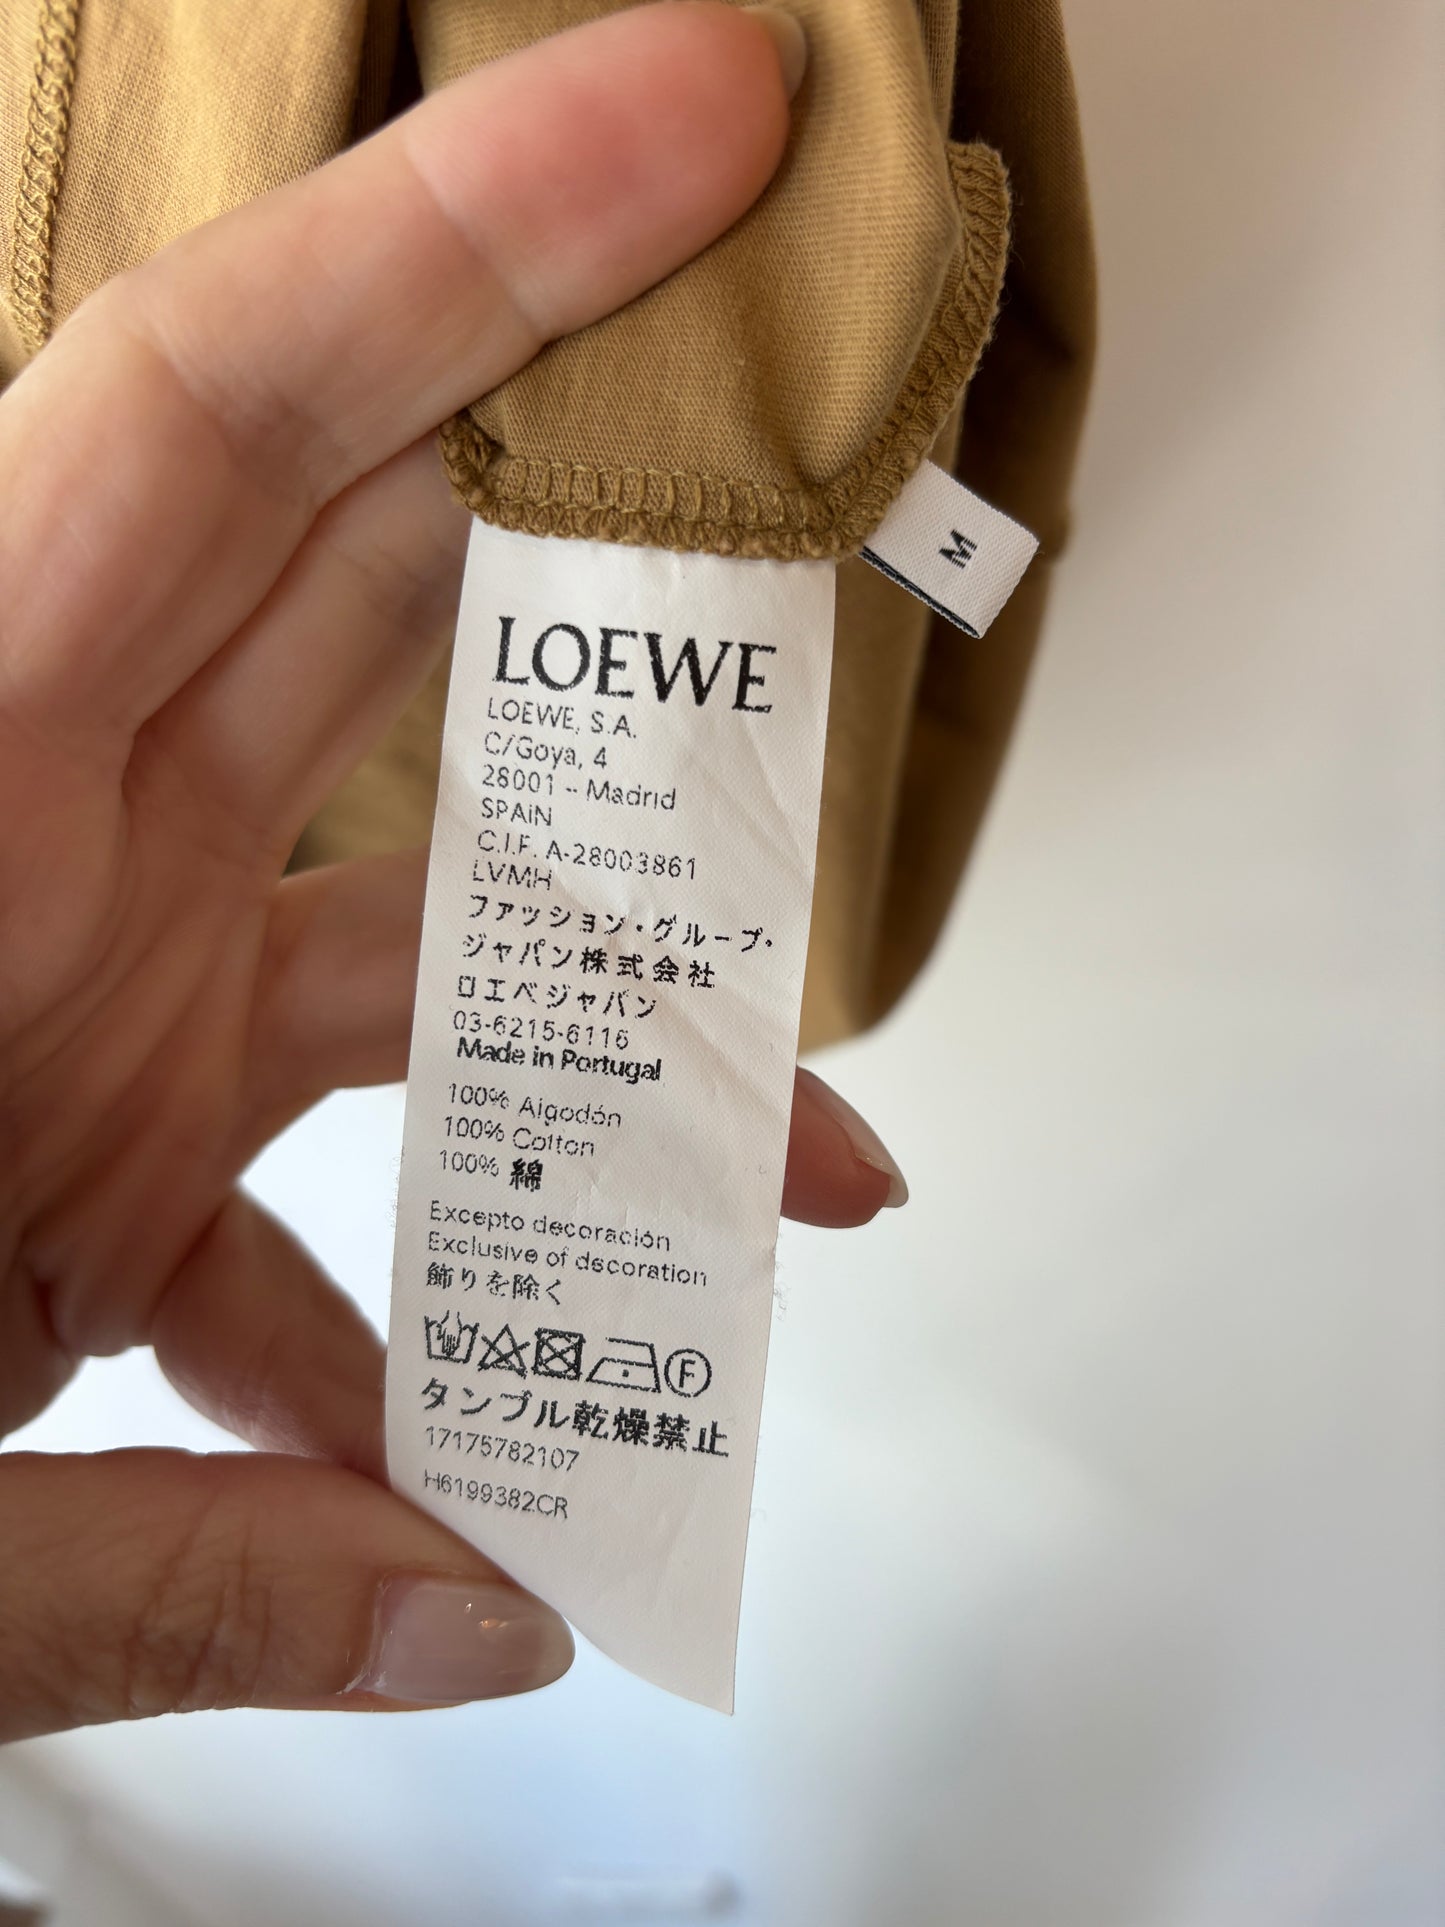 M
LOEWE
LOEWE, S.A.
C/Goya, 4
28001 - Madrid
SPAIN
C.I.F. A-28003861
LVMH
ファッション・グループ・
ジャパン株式会社
ロエベジャパン
03-6215-6116
Made in Portugal
100% Algodón
100% Cotton
100% 綿
Excepto decoración
Exclusive of decoration
飾りを除く
F
タンブル乾燥禁止
17175782107
H6199382CR